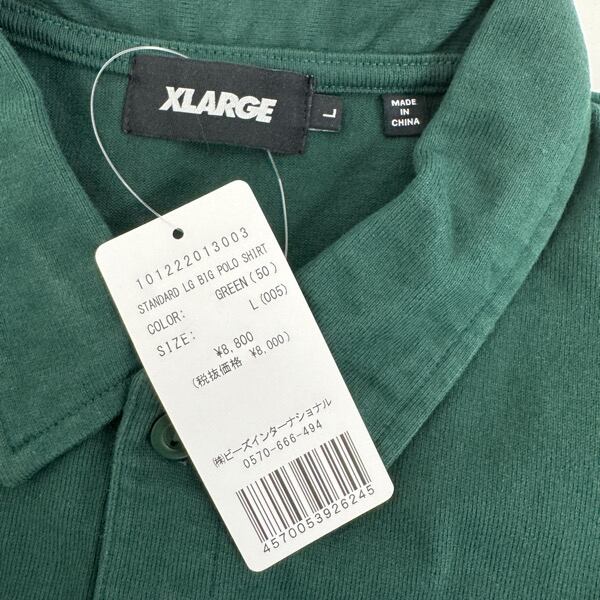 XLARGE
L
MADE
IN
CHINA
101222013003
STANDARD LG BIG POLO SHIRT
COLOR: GREEN(50)
SIZE: L(005)
¥8,800
(税抜価格 ¥8,000)
㈱ビーズインターナショナル
0570-666-494
4570053926245